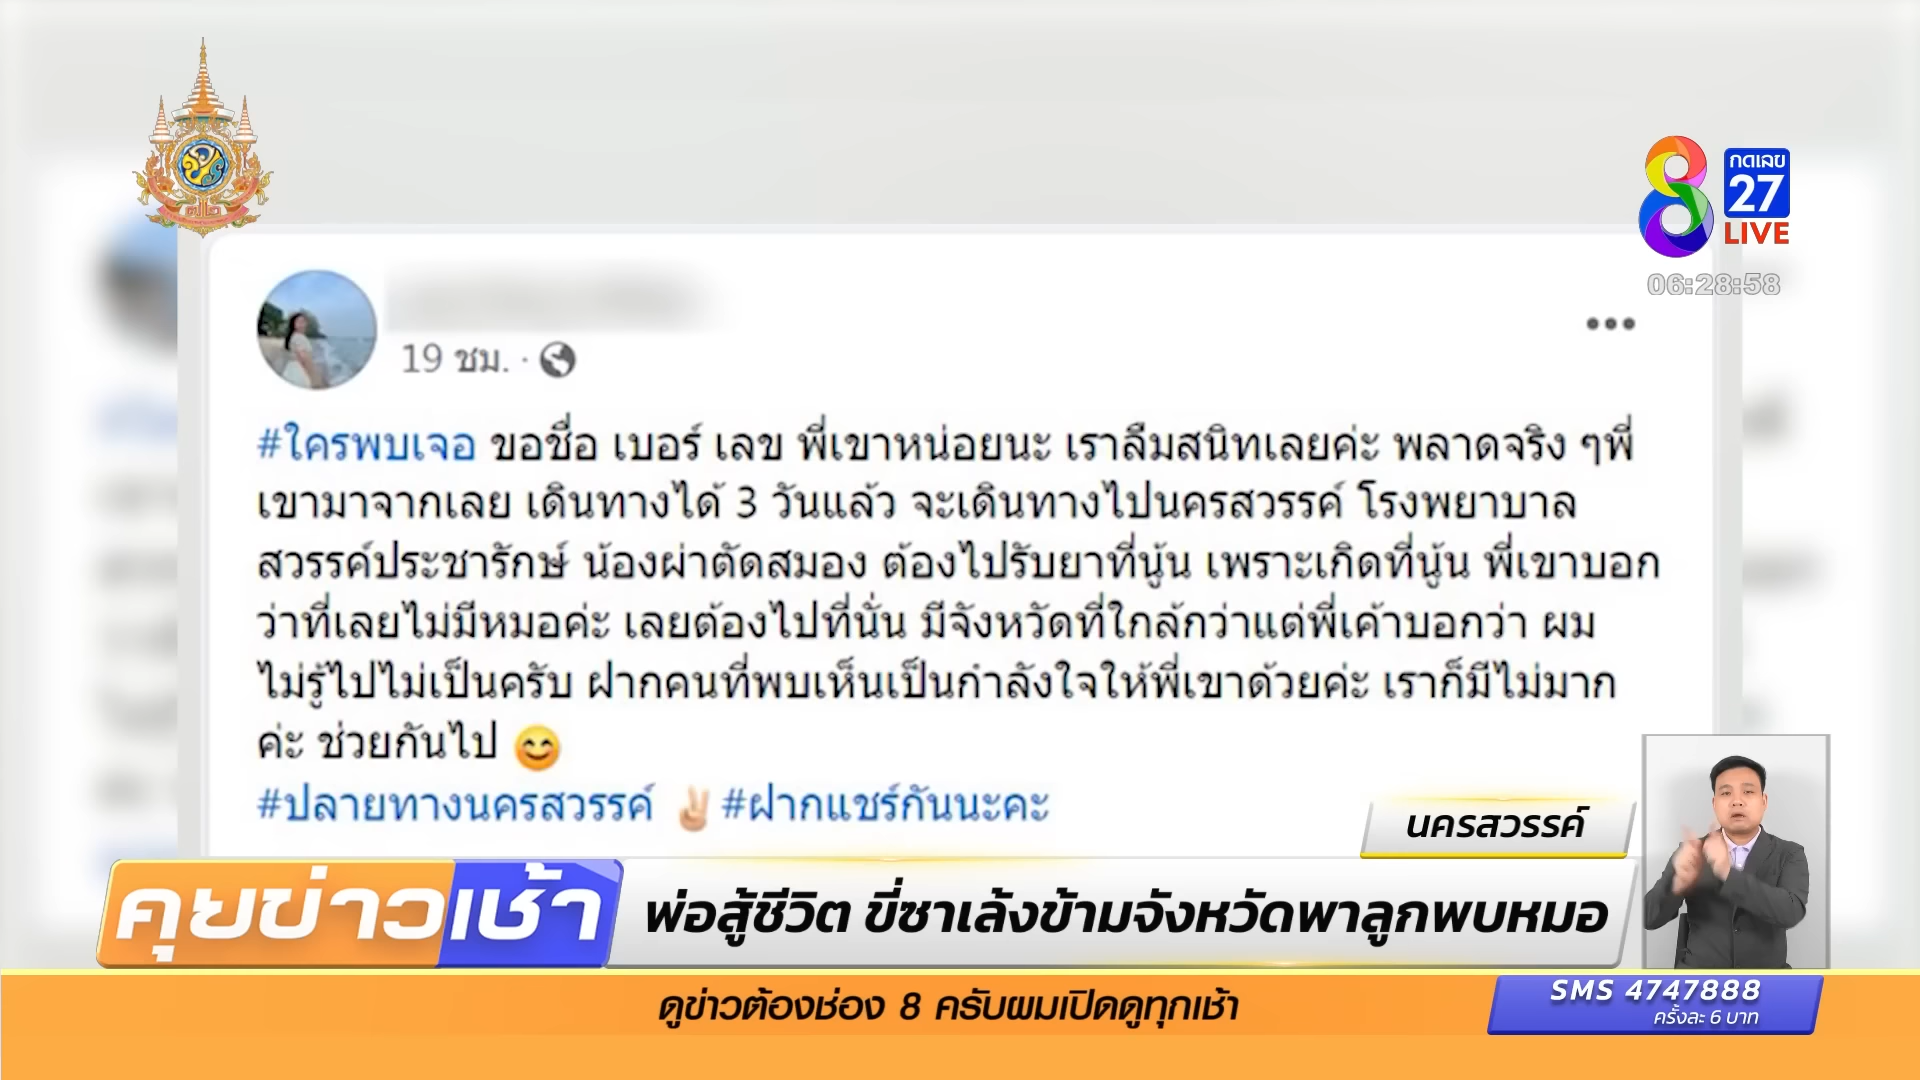 กดเลข
27
LIVE
06:28:58
19 ชม.
#ใครพบเจอ ขอชื่อ เบอร์ เลข พี่เขาหน่อยนะ เราลืมสนิทเลยค่ะ พลาดจริง ๆพี่
เขามาจากเลย เดินทางได้ 3 วันแล้ว จะเดินทางไปนครสวรรค์ โรงพยาบาล
สวรรค์ประชารักษ์ น้องผ่าตัดสมอง ต้องไปรับยาที่นู้น เพราะเกิดที่นู้น พี่เขาบอก
ว่าที่เลยไม่มีหมอค่ะ เลยต้องไปที่นั่น มีจังหวัดที่ใกล้กว่าแต่พี่เค้าบอกว่า ผม
ไม่รู้ไปไม่เป็นครับ ฝากคนที่พบเห็นเป็นกำลังใจให้พี่เขาด้วยค่ะ เราก็มีไม่มาก
ค่ะ ช่วยกันไป 😊
#ปลายทางนครสวรรค์ ✌🏻#ฝากแชร์กันนะคะ
นครสวรรค์
คุยข่าวเช้า
พ่อสู้ชีวิต ขี่ซาเล้งข้ามจังหวัดพาลูกพบหมอ
ดูข่าวต้องช่อง 8 ครับผมเปิดดูทุกเช้า
SMS 4747888
ครั้งละ 6 บาท